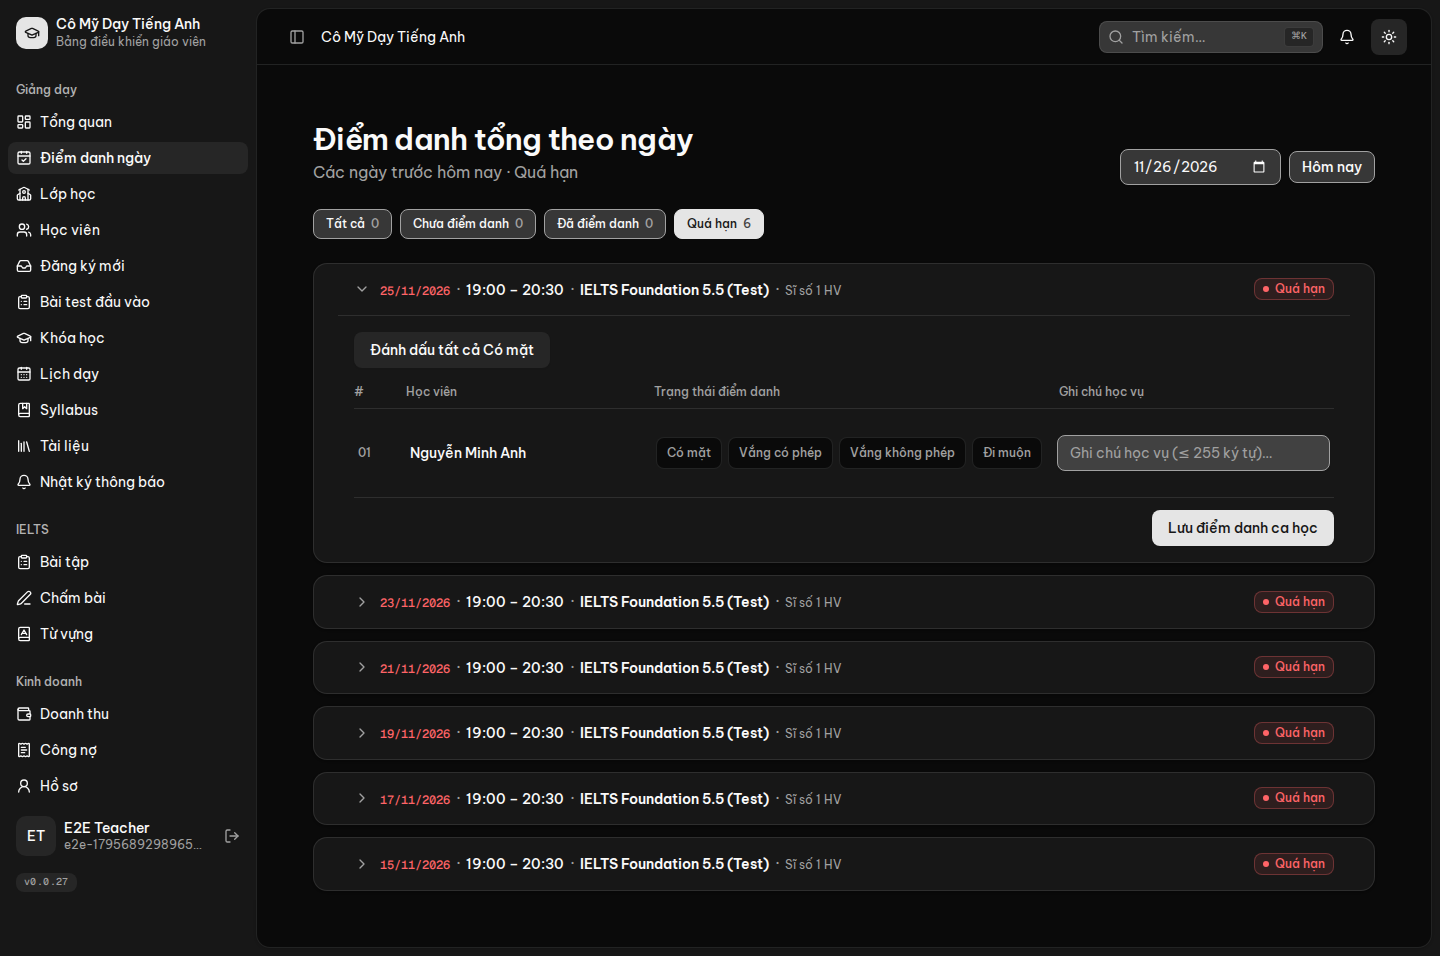 Cô Mỹ Dạy Tiếng Anh
Bảng điều khiển giáo viên
Giảng dạy
Tổng quan
Điểm danh ngày
Lớp học
Học viên
Đăng ký mới
Bài test đầu vào
Khóa học
Lịch dạy
Syllabus
Tài liệu
Nhật ký thông báo
IELTS
Bài tập
Chấm bài
Từ vựng
Kinh doanh
Doanh thu
Công nợ
Hồ sơ
ET
E2E Teacher
e2e-1795689298965...
v0.0.27
Cô Mỹ Dạy Tiếng Anh
Tìm kiếm... ⌘K
Điểm danh tổng theo ngày
Các ngày trước hôm nay · Quá hạn
11/26/2026 Hôm nay
Tất cả 0 Chưa điểm danh 0 Đã điểm danh 0 Quá hạn 6
25/11/2026 · 19:00 – 20:30 · IELTS Foundation 5.5 (Test) · Sĩ số 1 HV Quá hạn
Đánh dấu tất cả Có mặt
# Học viên Trạng thái điểm danh Ghi chú học vụ
01 Nguyễn Minh Anh Có mặt Vắng có phép Vắng không phép Đi muộn Ghi chú học vụ (≤ 255 ký tự)...
Lưu điểm danh ca học
23/11/2026 · 19:00 – 20:30 · IELTS Foundation 5.5 (Test) · Sĩ số 1 HV Quá hạn
21/11/2026 · 19:00 – 20:30 · IELTS Foundation 5.5 (Test) · Sĩ số 1 HV Quá hạn
19/11/2026 · 19:00 – 20:30 · IELTS Foundation 5.5 (Test) · Sĩ số 1 HV Quá hạn
17/11/2026 · 19:00 – 20:30 · IELTS Foundation 5.5 (Test) · Sĩ số 1 HV Quá hạn
15/11/2026 · 19:00 – 20:30 · IELTS Foundation 5.5 (Test) · Sĩ số 1 HV Quá hạn